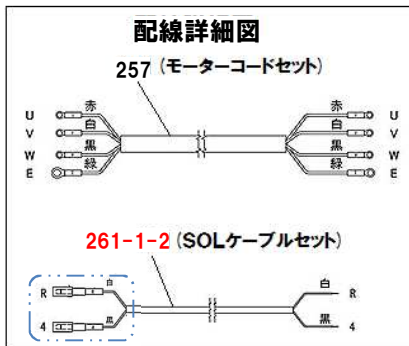 配線詳細図
257 (モーターコードセット)
U 赤 赤 U
V 白 白 V
W 黒 黒 W
E 緑 緑 E
261-1-2 (SOLケーブルセット)
R 白 白 R
4 黒 黒 4